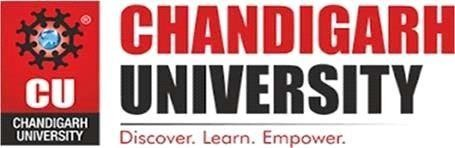 CU
CHANDIGARH
UNIVERSITY
CHANDIGARH
UNIVERSITY
Discover. Learn. Empower.